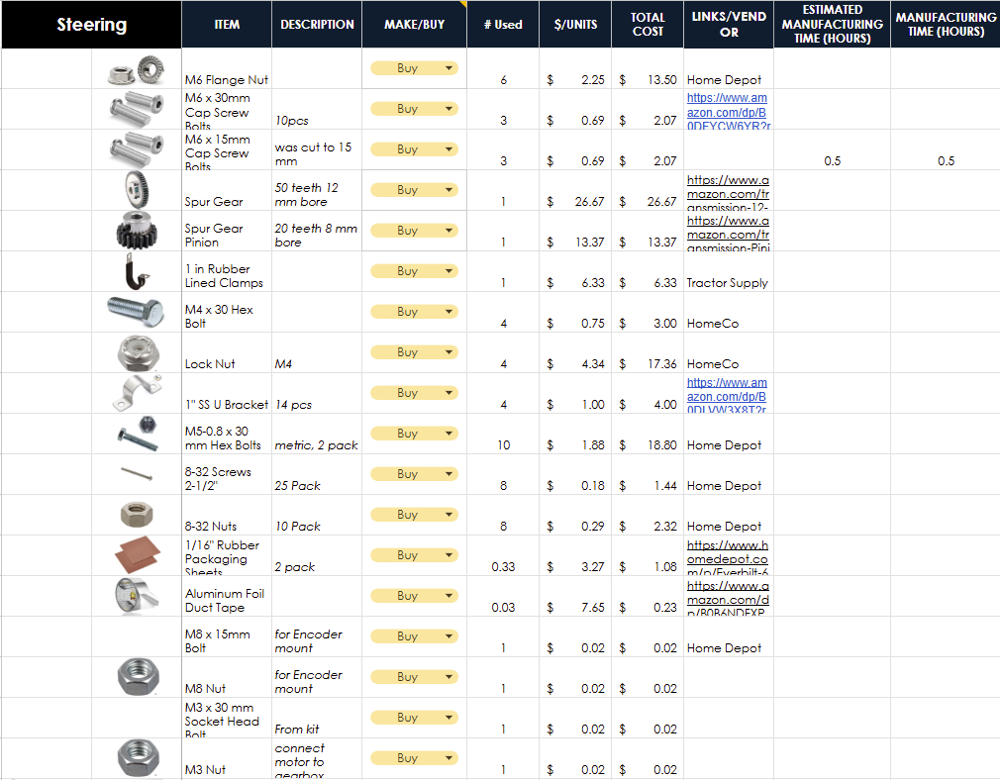 Steering ITEM DESCRIPTION MAKE/BUY # Used $/UNITS TOTAL COST LINKS/VENDOR ESTIMATED MANUFACTURING TIME (HOURS) MANUFACTURING TIME (HOURS)
M6 Flange Nut Buy 6 $ 2.25 $ 13.50 Home Depot
M6 x 30mm Cap Screw Bolts 10pcs Buy 3 $ 0.69 $ 2.07 https://www.amazon.com/dp/B0DFYCW6YR?r
M6 x 15mm Cap Screw Bolts was cut to 15 mm Buy 3 $ 0.69 $ 2.07 0.5 0.5
Spur Gear 50 teeth 12 mm bore Buy 1 $ 26.67 $ 26.67 https://www.amazon.com/transmission-12-
Spur Gear Pinion 20 teeth 8 mm bore Buy 1 $ 13.37 $ 13.37 https://www.amazon.com/transmission-Pini
1 in Rubber Lined Clamps Buy 1 $ 6.33 $ 6.33 Tractor Supply
M4 x 30 Hex Bolt Buy 4 $ 0.75 $ 3.00 HomeCo
Lock Nut M4 Buy 4 $ 4.34 $ 17.36 HomeCo
1" SS U Bracket 14 pcs Buy 4 $ 1.00 $ 4.00 https://www.amazon.com/dp/B0DLVW3X8T?r
M5-0.8 x 30 mm Hex Bolts metric, 2 pack Buy 10 $ 1.88 $ 18.80 Home Depot
8-32 Screws 2-1/2" 25 Pack Buy 8 $ 0.18 $ 1.44 Home Depot
8-32 Nuts 10 Pack Buy 8 $ 0.29 $ 2.32 Home Depot
1/16" Rubber Packaging Sheets 2 pack Buy 0.33 $ 3.27 $ 1.08 https://www.homedepot.com/p/Everbilt-6
Aluminum Foil Duct Tape Buy 0.03 $ 7.65 $ 0.23 https://www.amazon.com/dp/B0B6NDFXP
M8 x 15mm Bolt for Encoder mount Buy 1 $ 0.02 $ 0.02 Home Depot
M8 Nut for Encoder mount Buy 1 $ 0.02 $ 0.02
M3 x 30 mm Socket Head Bolt From kit Buy 1 $ 0.02 $ 0.02
M3 Nut connect motor to gearbox Buy 1 $ 0.02 $ 0.02